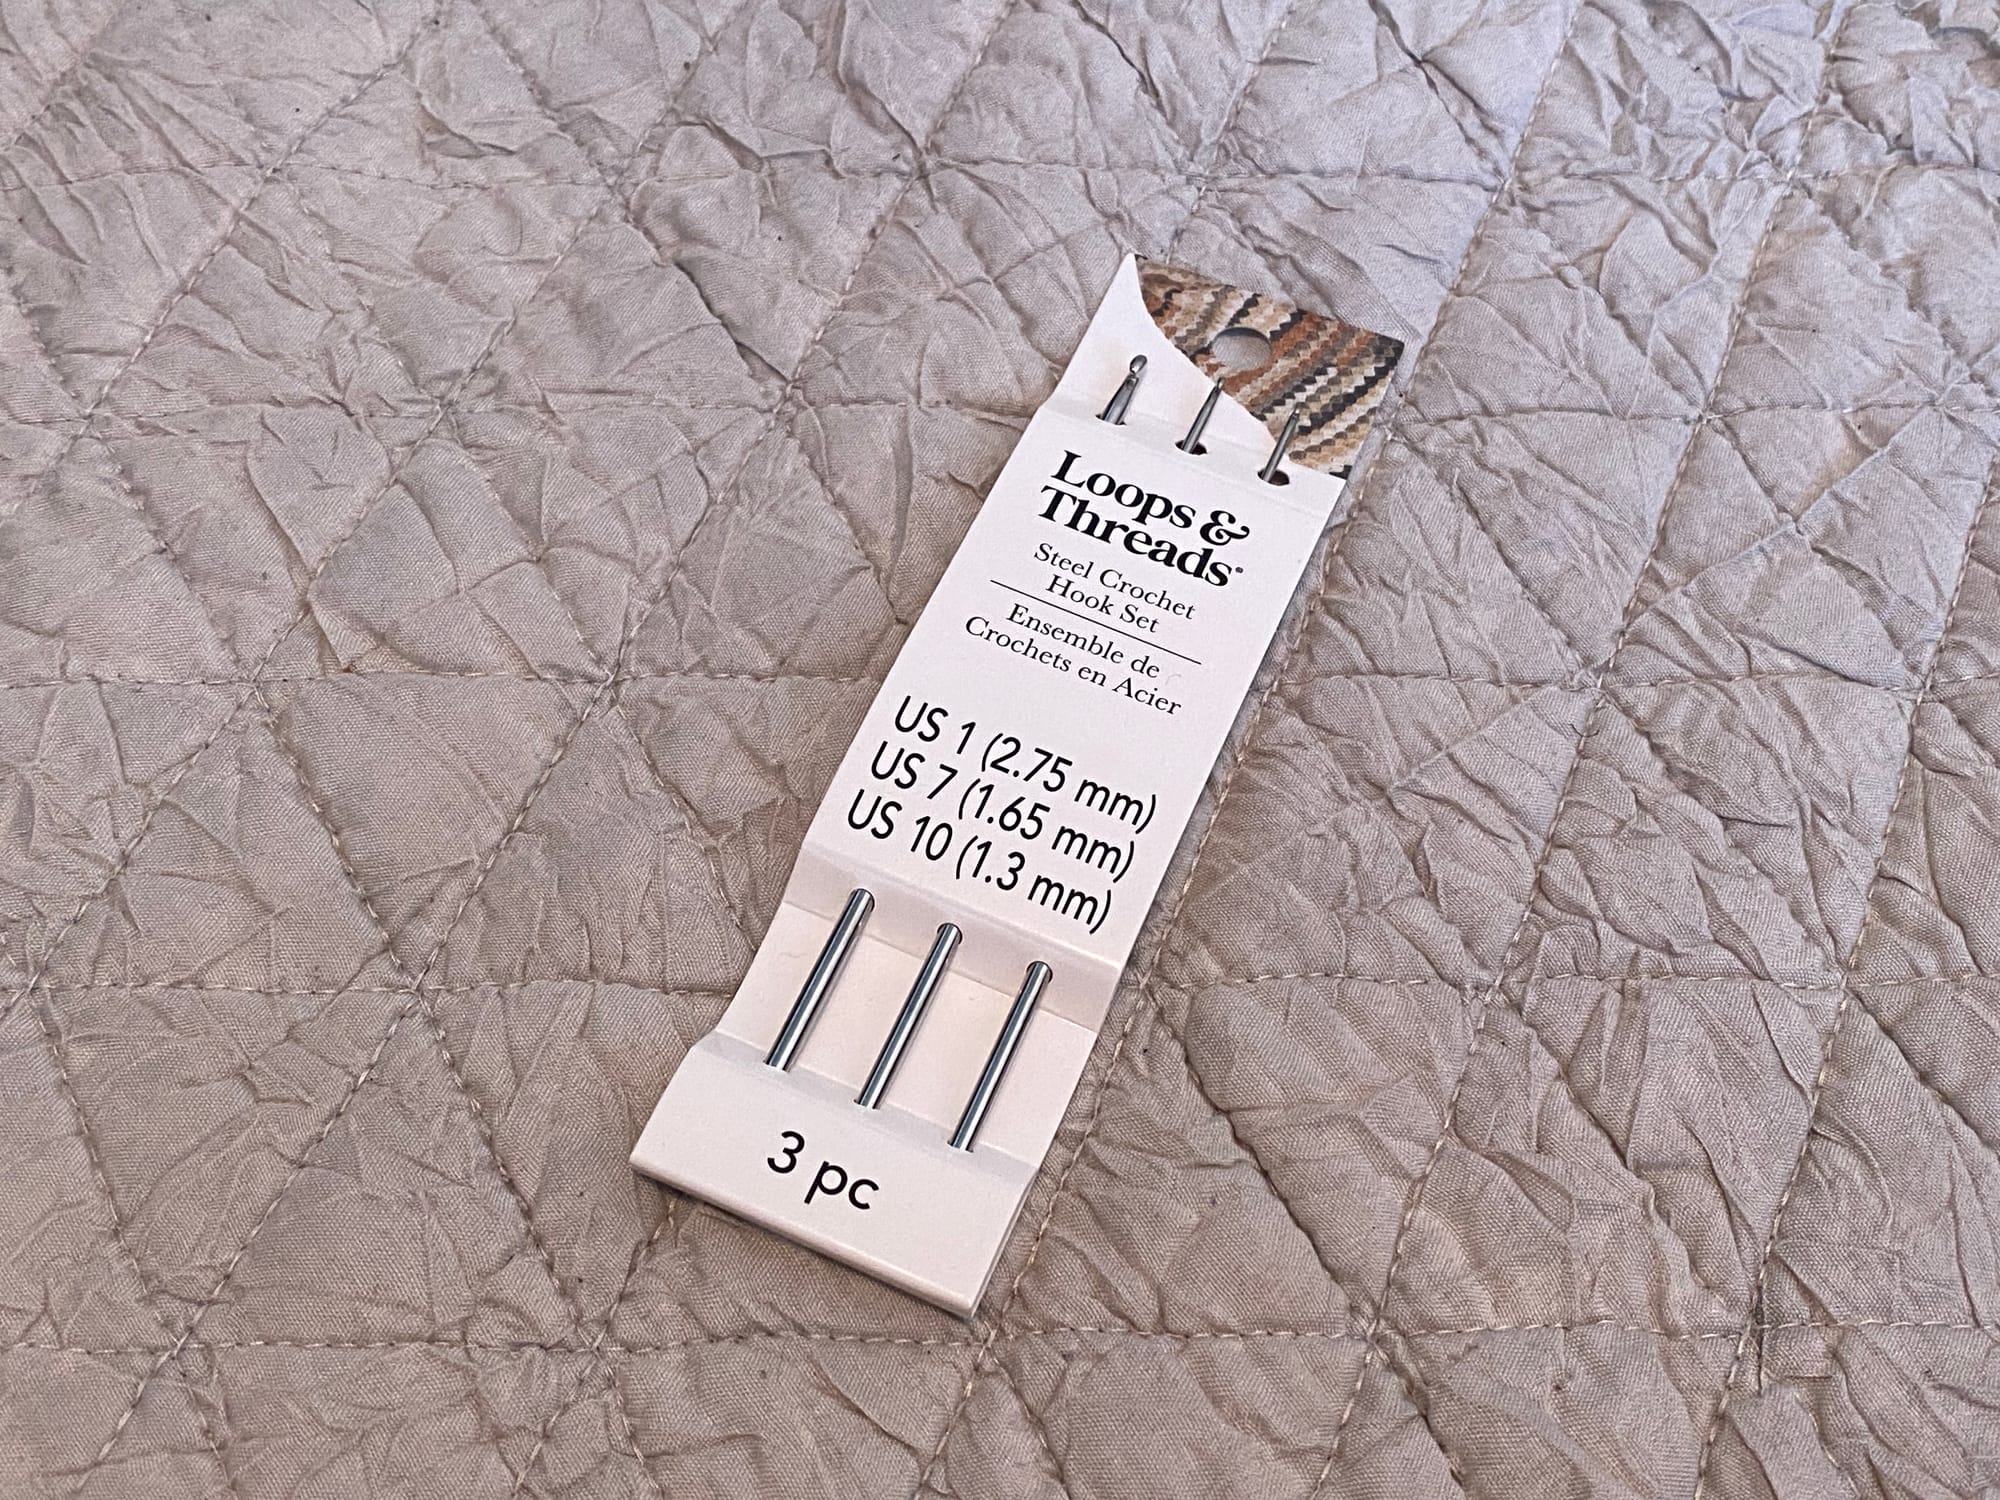 Loops &
Threads®
Steel Crochet
Hook Set
Ensemble de
Crochets en Acier
US 1 (2.75 mm)
US 7 (1.65 mm)
US 10 (1.3 mm)
3 pc